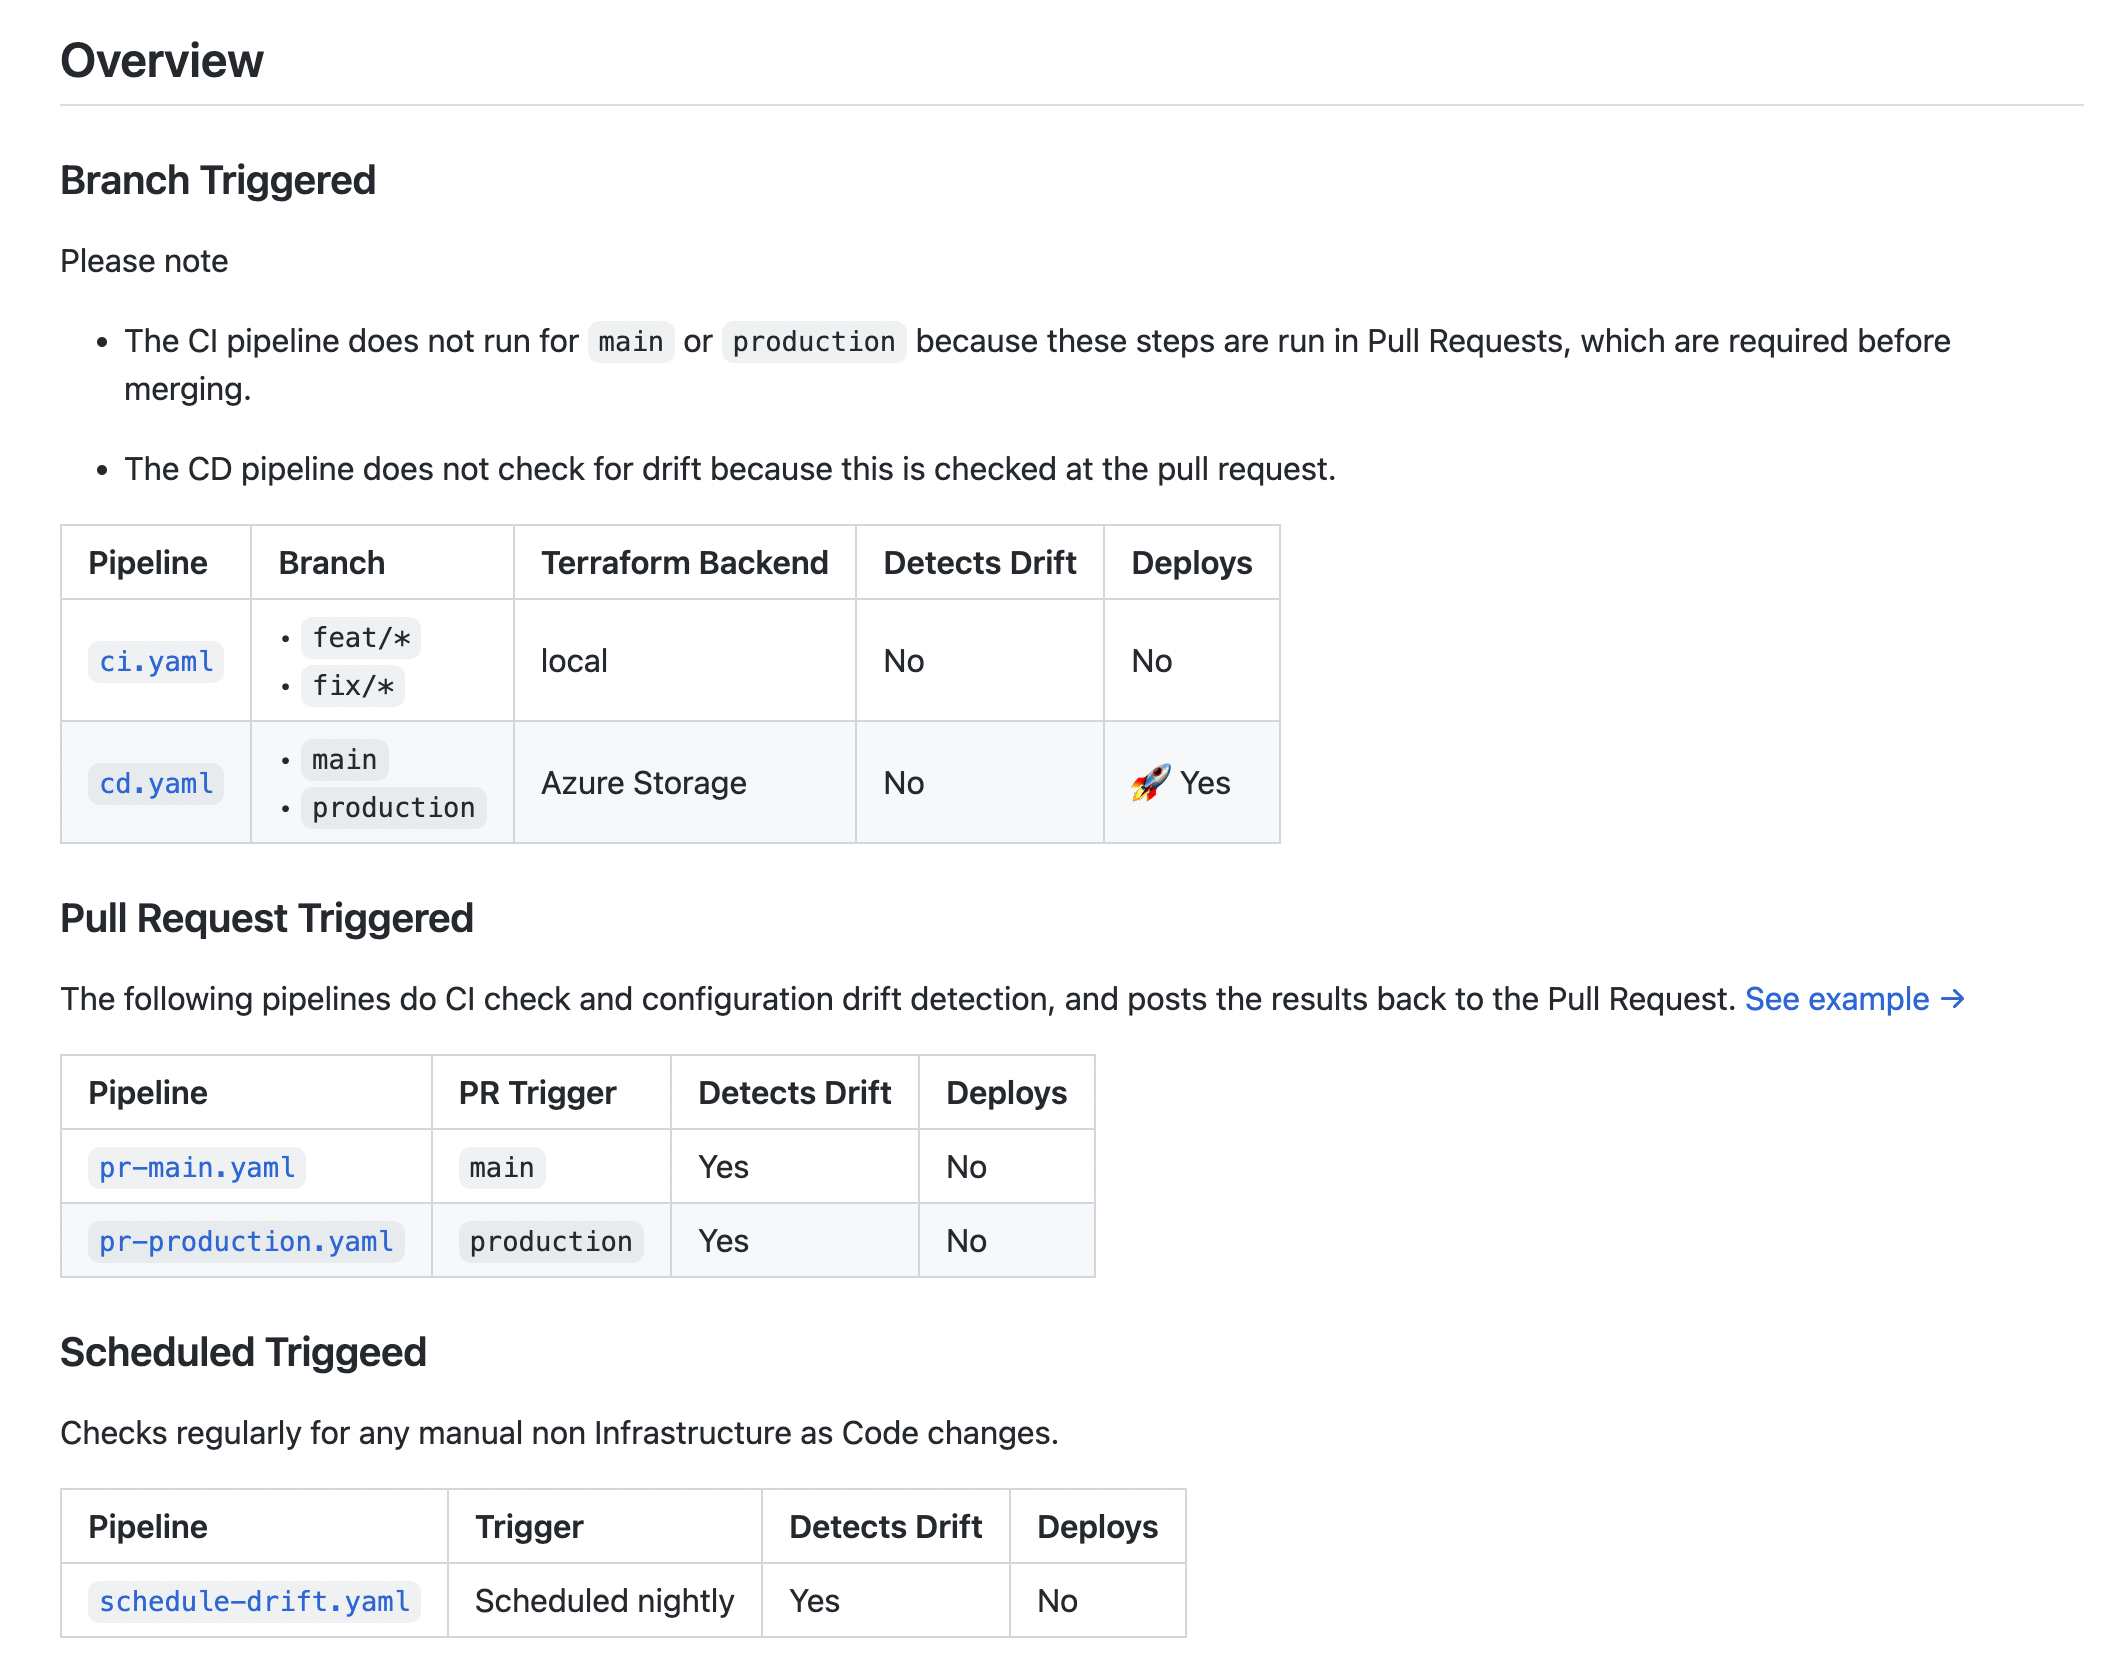 Overview
Branch Triggered
Please note
• The CI pipeline does not run for main or production because these steps are run in Pull Requests, which are required before
merging.
• The CD pipeline does not check for drift because this is checked at the pull request.
Pipeline Branch Terraform Backend Detects Drift Deploys
ci.yaml • feat/* • fix/* local No No
cd.yaml • main • production Azure Storage No 🚀 Yes
Pull Request Triggered
The following pipelines do CI check and configuration drift detection, and posts the results back to the Pull Request. See example →
Pipeline PR Trigger Detects Drift Deploys
pr-main.yaml main Yes No
pr-production.yaml production Yes No
Scheduled Triggeed
Checks regularly for any manual non Infrastructure as Code changes.
Pipeline Trigger Detects Drift Deploys
schedule-drift.yaml Scheduled nightly Yes No